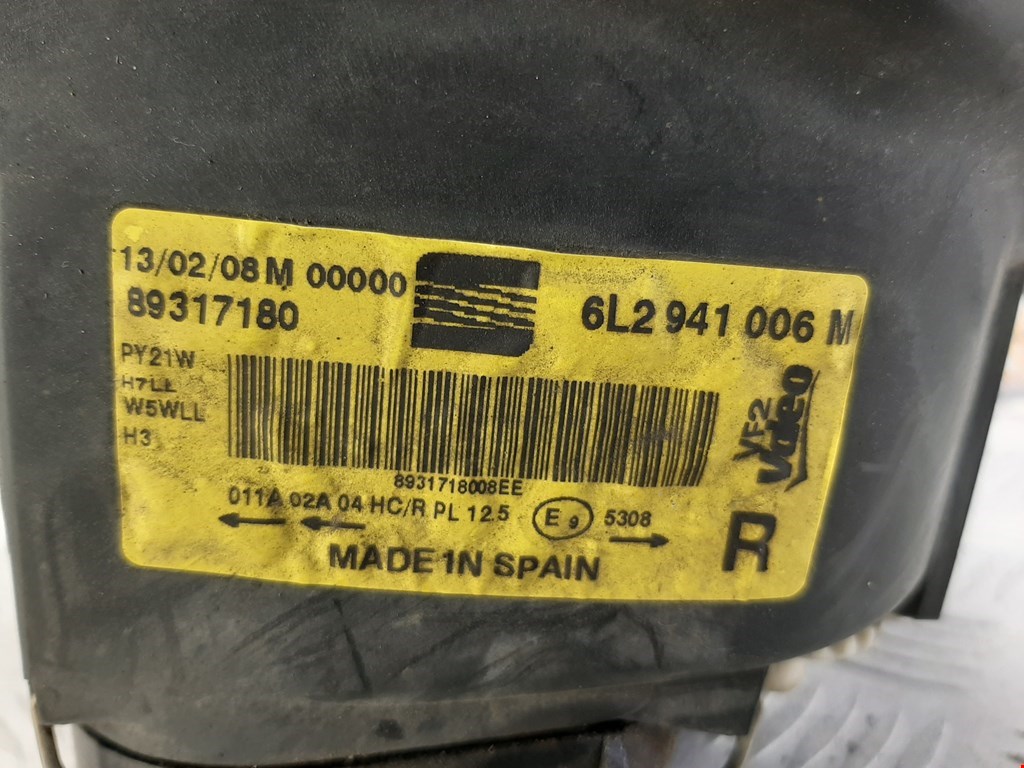 13/02/08 M 00000
89317180
6L2 941 006 M
PY21W
H7LL
W5WLL
H3
VF2
Valeo
8931718008EE
011A 02A 04 HC/R PL 12.5 E9 5308
R
MADE IN SPAIN